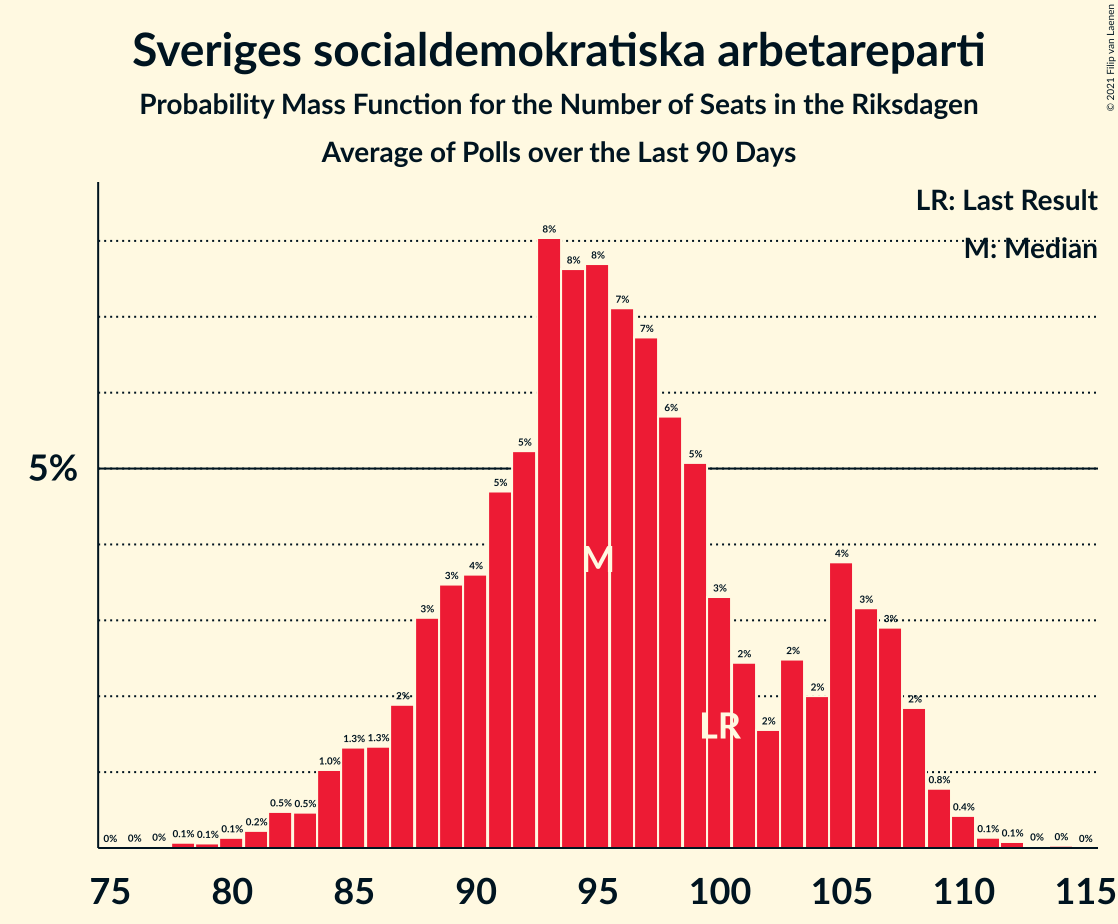 Sveriges socialdemokratiska arbetareparti
Probability Mass Function for the Number of Seats in the Riksdagen
Average of Polls over the Last 90 Days
© 2021 Filip van Laenen
LR: Last Result
M: Median
5%
0% 0% 0% 0.1% 0.1% 0.1% 0.2% 0.5% 0.5% 1.0% 1.3% 1.3% 2% 3% 3% 4% 5% 5% 8% 8% 8% 7% 7% 6% 5% 3% 2% 2% 2% 2% 4% 3% 3% 2% 0.8% 0.4% 0.1% 0.1% 0% 0% 0%
M
LR
75 80 85 90 95 100 105 110 115